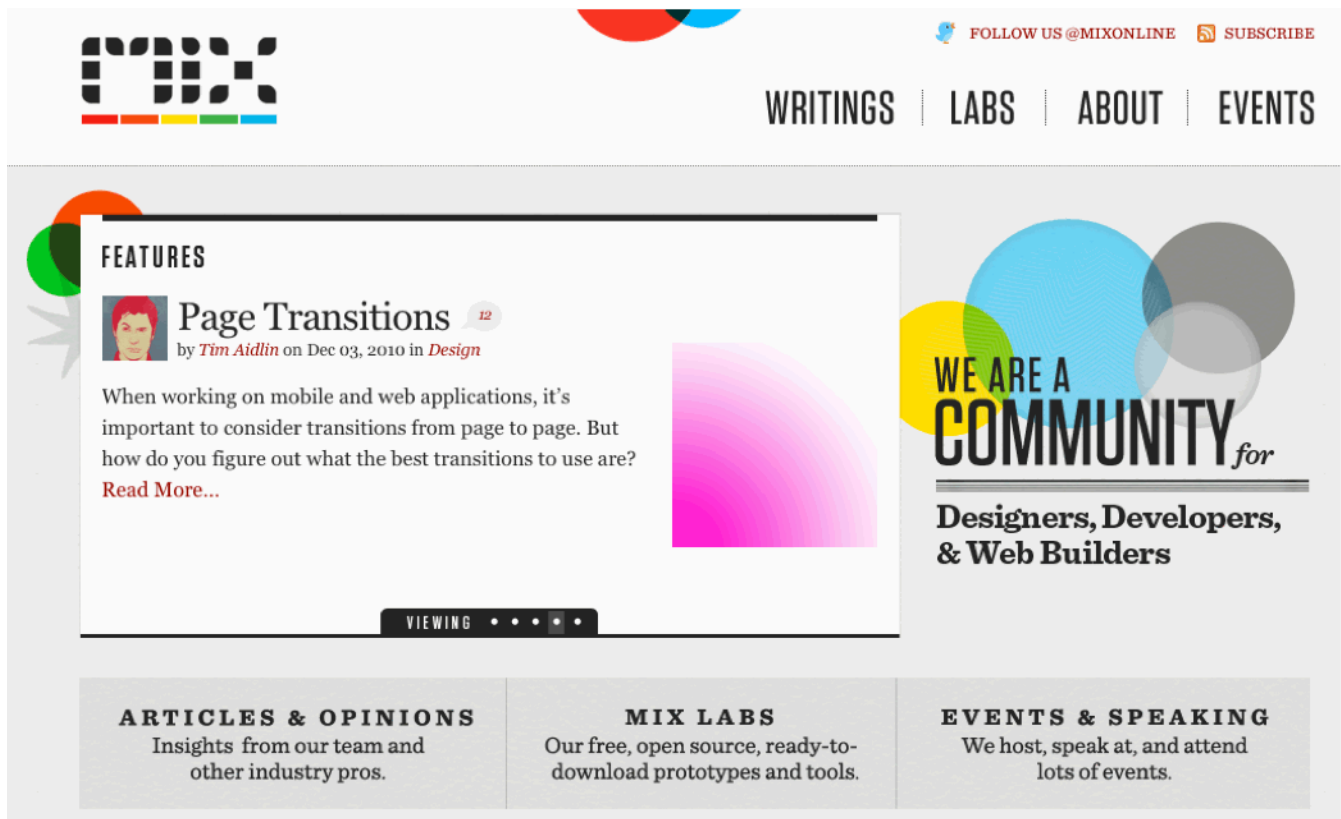 mix
FOLLOW US @MIXONLINE
SUBSCRIBE
WRITINGS
LABS
ABOUT
EVENTS
FEATURES
Page Transitions
12
by Tim Aidlin on Dec 03, 2010 in Design
When working on mobile and web applications, it's
important to consider transitions from page to page. But
how do you figure out what the best transitions to use are?
Read More...
VIEWING
WE ARE A
COMMUNITY for
Designers, Developers,
& Web Builders
ARTICLES & OPINIONS
Insights from our team and
other industry pros.
MIX LABS
Our free, open source, ready-to-
download prototypes and tools.
EVENTS & SPEAKING
We host, speak at, and attend
lots of events.